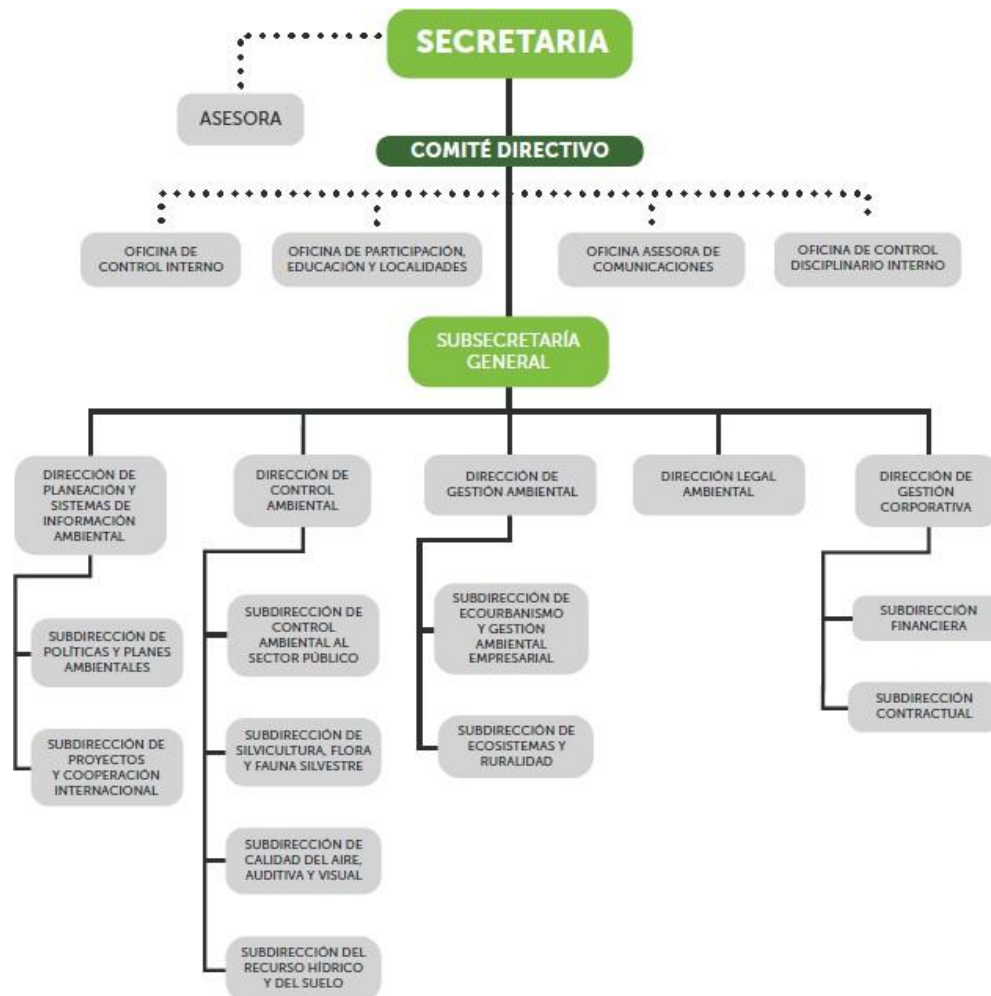 SECRETARIA
ASESORA
COMITÉ DIRECTIVO
OFICINA DE
CONTROL INTERNO
OFICINA DE PARTICIPACIÓN,
EDUCACIÓN Y LOCALIDADES
OFICINA ASESORA DE
COMUNICACIONES
OFICINA DE CONTROL
DISCIPLINARIO INTERNO
SUBSECRETARÍA
GENERAL
DIRECCIÓN DE
PLANEACIÓN Y
SISTEMAS DE
INFORMACIÓN
AMBIENTAL
DIRECCIÓN DE
CONTROL
AMBIENTAL
DIRECCIÓN DE
GESTIÓN AMBIENTAL
DIRECCIÓN LEGAL
AMBIENTAL
DIRECCIÓN DE
GESTIÓN
CORPORATIVA
SUBDIRECCIÓN DE
POLÍTICAS Y PLANES
AMBIENTALES
SUBDIRECCIÓN DE
PROYECTOS
Y COOPERACIÓN
INTERNACIONAL
SUBDIRECCIÓN DE
CONTROL
AMBIENTAL AL
SECTOR PÚBLICO
SUBDIRECCIÓN DE
SILVICULTURA, FLORA
Y FAUNA SILVESTRE
SUBDIRECCIÓN DE
CALIDAD DEL AIRE,
AUDITIVA Y VISUAL
SUBDIRECCIÓN DEL
RECURSO HÍDRICO
Y DEL SUELO
SUBDIRECCIÓN DE
ECOURBANISMO
Y GESTIÓN
AMBIENTAL
EMPRESARIAL
SUBDIRECCIÓN DE
ECOSISTEMAS Y
RURALIDAD
SUBDIRECCIÓN
FINANCIERA
SUBDIRECCIÓN
CONTRACTUAL